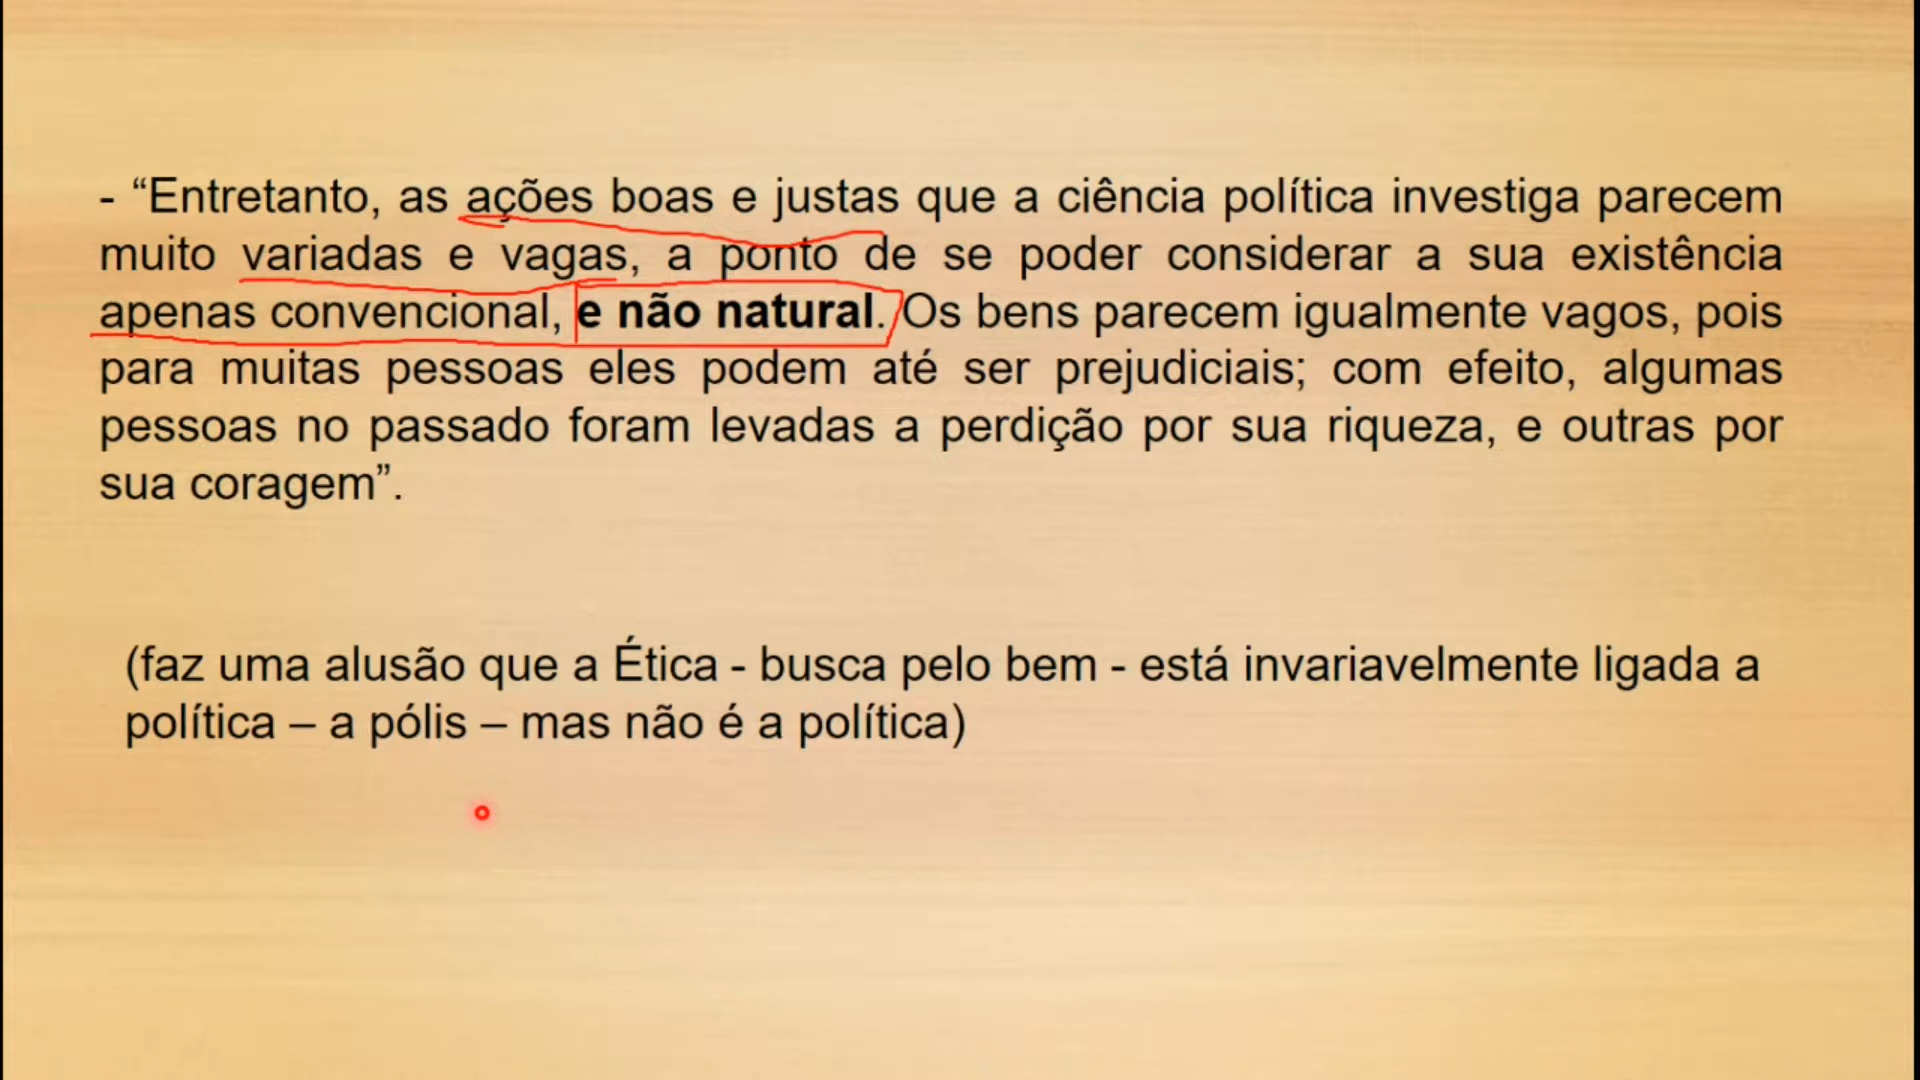 - “Entretanto, as ações boas e justas que a ciência política investiga parecem
muito variadas e vagas, a ponto de se poder considerar a sua existência
apenas convencional, e não natural. Os bens parecem igualmente vagos, pois
para muitas pessoas eles podem até ser prejudiciais; com efeito, algumas
pessoas no passado foram levadas a perdição por sua riqueza, e outras por
sua coragem”.
(faz uma alusão que a Ética - busca pelo bem - está invariavelmente ligada a
política – a pólis – mas não é a política)